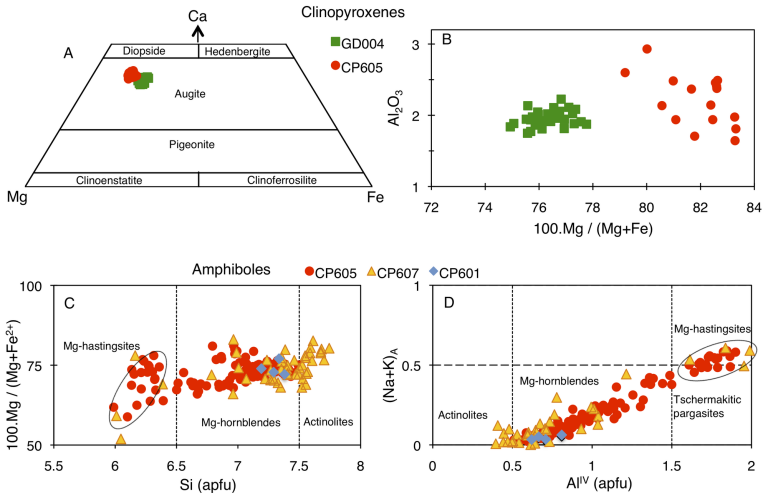 Ca
Clinopyroxenes
A
Diopside
Hedenbergite
GD004
CP605
Augite
Pigeonite
Clinoenstatite
Clinoferrosilite
Mg
Fe
B
3
2
1
Al2O3
72
74
76
78
80
82
84
100.Mg / (Mg+Fe)
Amphiboles
CP605
CP607
CP601
C
100
75
50
100.Mg / (Mg+Fe2+)
Mg-hastingsites
Mg-hornblendes
Actinolites
5.5
6
6.5
7
7.5
8
Si (apfu)
D
1
0.5
0
(Na+K)A
Mg-hastingsites
Mg-hornblendes
Actinolites
Tschermakitic
pargasites
0
0.5
1
1.5
2
AlIV (apfu)